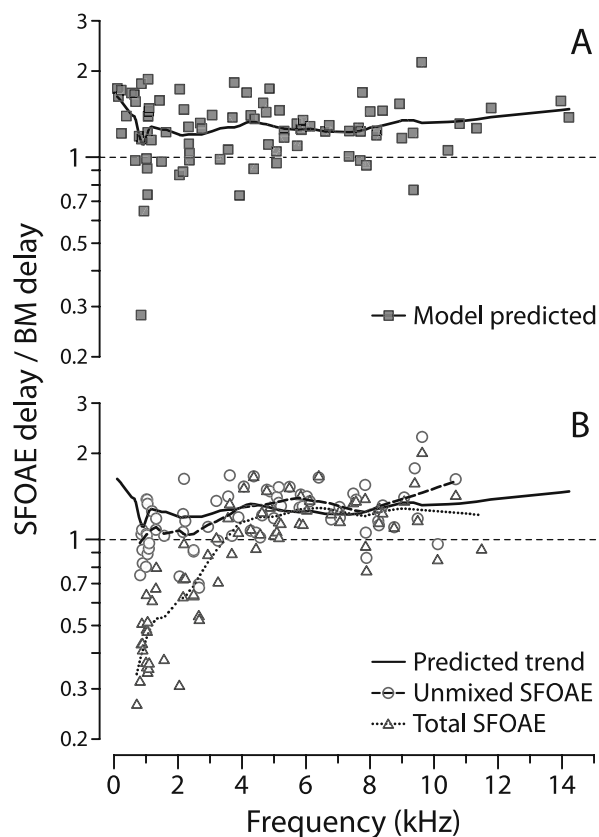 A
3
2
1
0.7
0.5
0.3
0.2
Model predicted
SFOAE delay / BM delay
B
3
2
1
0.7
0.5
0.3
0.2
Predicted trend
Unmixed SFOAE
Total SFOAE
0 2 4 6 8 10 12 14
Frequency (kHz)